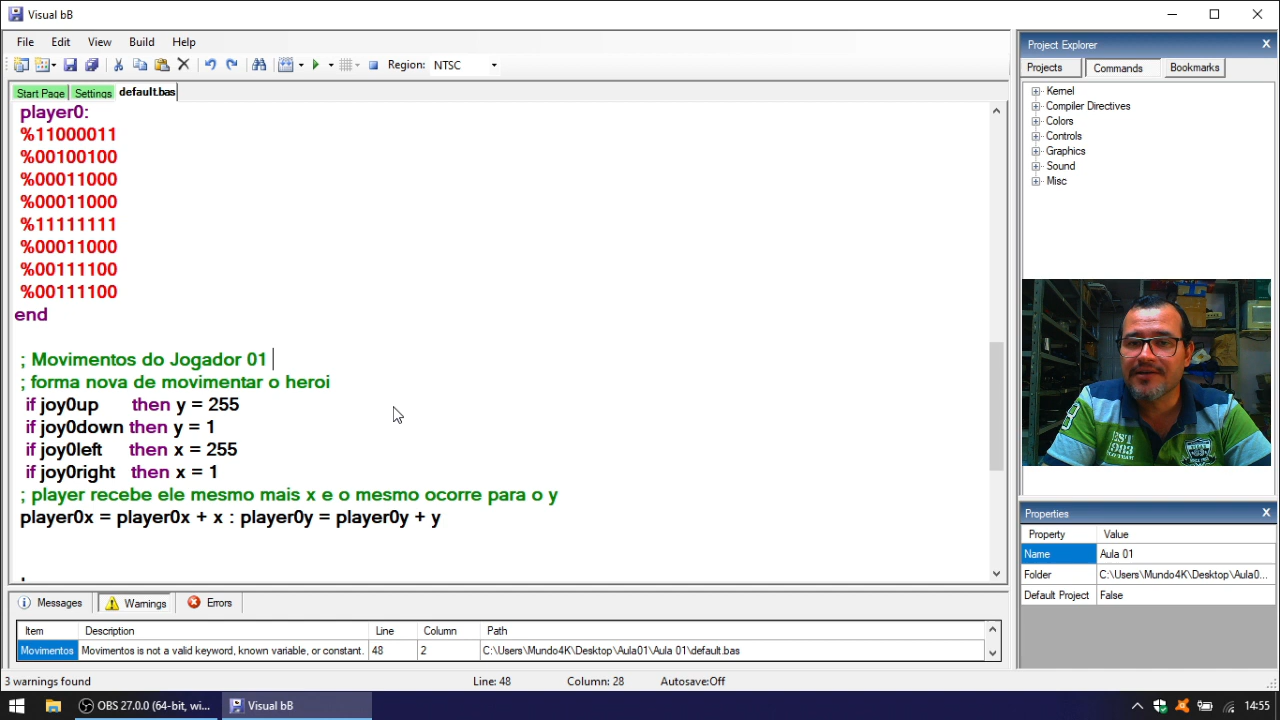 Visual bB
File Edit View Build Help
Region: NTSC
Start Page Settings default.bas
player0:
%11000011
%00100100
%00011000
%00011000
%11111111
%00011000
%00111100
%00111100
end
; Movimentos do Jogador 01
; forma nova de movimentar o heroi
if joy0up then y = 255
if joy0down then y = 1
if joy0left then x = 255
if joy0right then x = 1
; player recebe ele mesmo mais x e o mesmo ocorre para o y
player0x = player0x + x : player0y = player0y + y
Messages Warnings Errors
Item Description Line Column Path
Movimentos Movimentos is not a valid keyword, known variable, or constant. 48 2 C:\Users\Mundo4K\Desktop\Aula01\Aula 01\default.bas
3 warnings found Line: 48 Column: 28 Autosave:Off
Project Explorer
Projects Commands Bookmarks
Kernel
Compiler Directives
Colors
Controls
Graphics
Sound
Misc
EST
983
Properties
Property Value
Name Aula 01
Folder C:\Users\Mundo4K\Desktop\Aula0...
Default Project False
OBS 27.0.0 (64-bit, wi... Visual bB 14:55